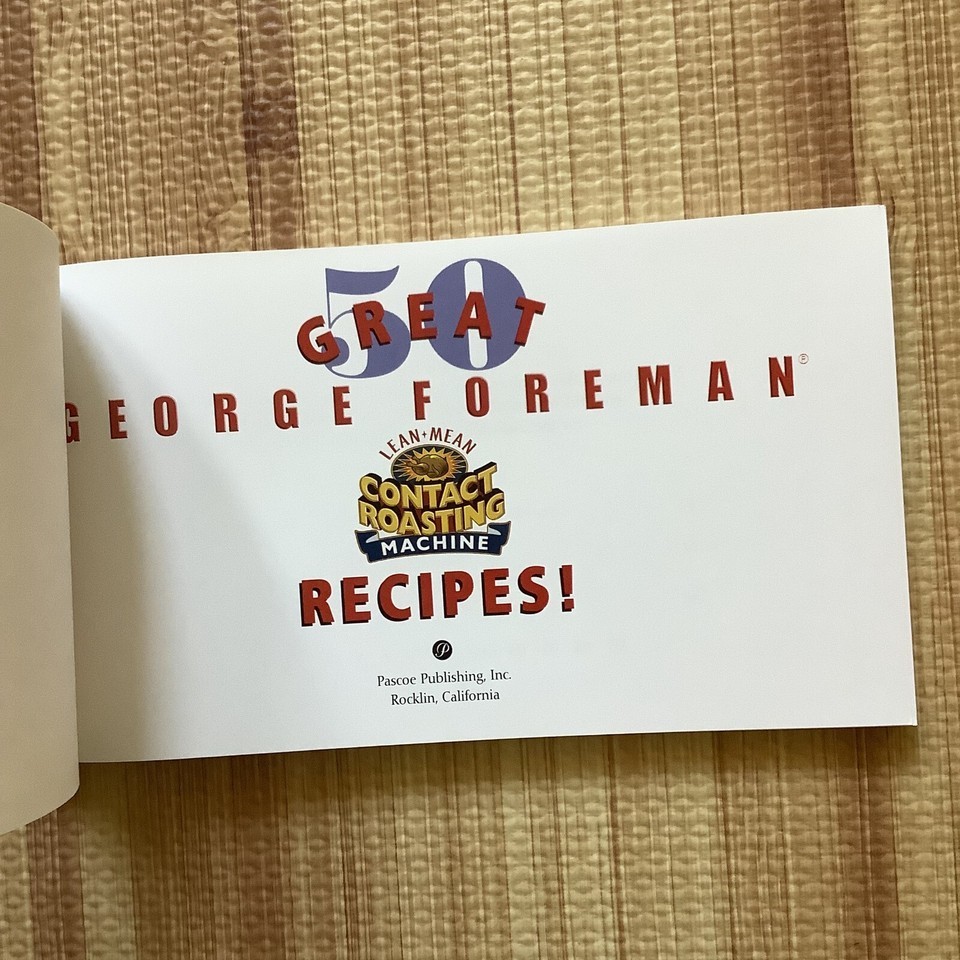 50
GREAT
GEORGE FOREMAN®
LEAN + MEAN
CONTACT
ROASTING
MACHINE
RECIPES!
P
Pascoe Publishing, Inc.
Rocklin, California